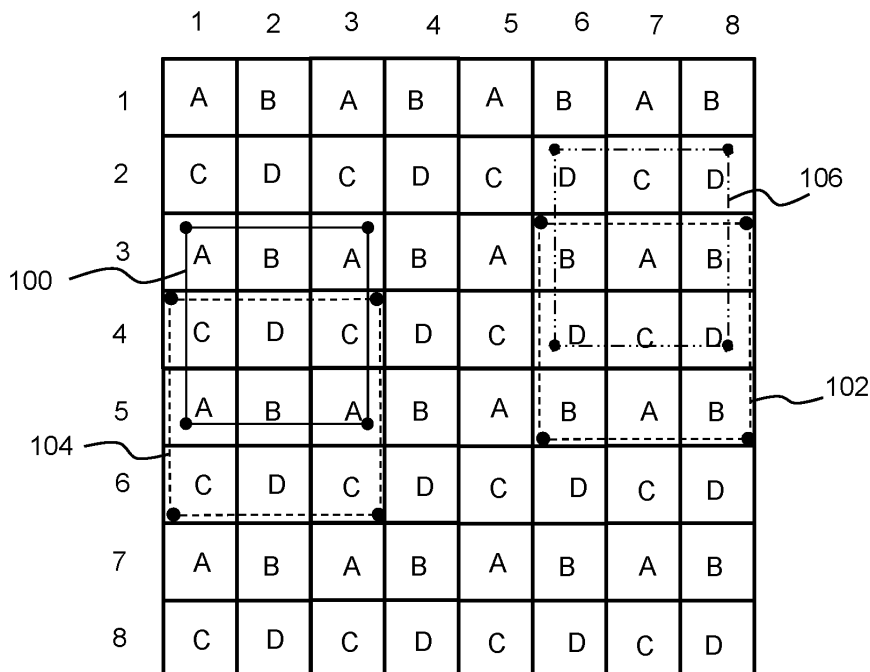 1 2 3 4 5 6 7 8
1 A B A B A B A B
2 C D C D C D C D
106
3 A B A B A B A B
100
4 C D C D C D C D
5 A B A B A B A B
102
104
6 C D C D C D C D
7 A B A B A B A B
8 C D C D C D C D